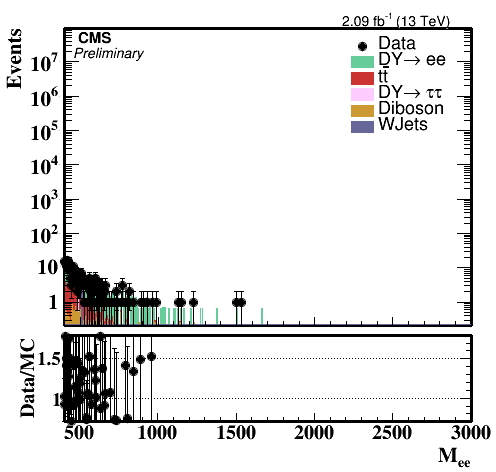 2.09 fb⁻¹ (13 TeV)
CMS
Preliminary
Events
Data
DY→ ee
tt̄
DY→ ττ
Diboson
WJets
10⁷
10⁶
10⁵
10⁴
10³
10²
10
1
Data/MC
1.5
1
500 1000 1500 2000 2500 3000
Mee